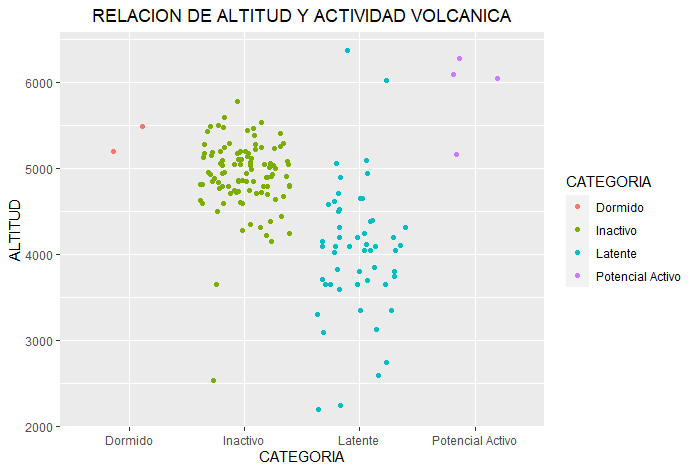 RELACION DE ALTITUD Y ACTIVIDAD VOLCANICA
ALTITUD
6000
5000
4000
3000
2000
Dormido Inactivo Latente Potencial Activo
CATEGORIA
CATEGORIA
Dormido
Inactivo
Latente
Potencial Activo